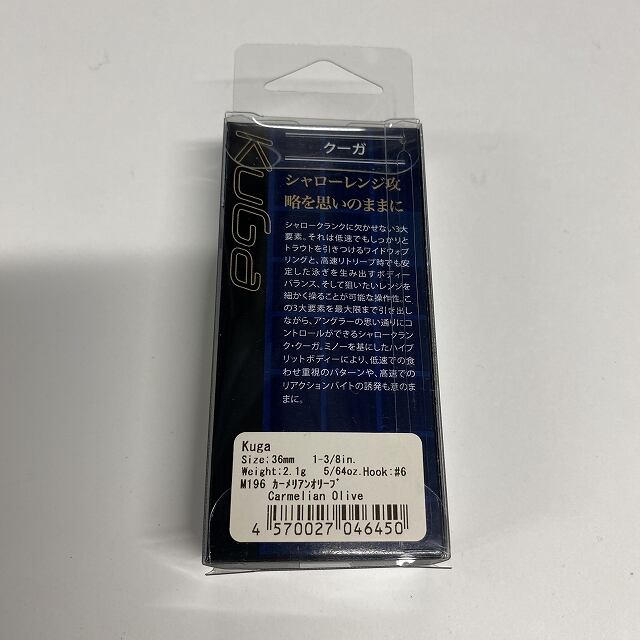 KuGa
クーガ
シャローレンジ攻
略を思いのままに
シャロークランクに欠かせない3大
要素。それは低速でもしっかりと
トラウトを引きつけるワイドウォブ
リングと、高速リトリーブ時でも安
定した泳ぎを生み出すボディー
バランス、そして狙いたいレンジを
細かく操ることが可能な操作性。こ
の3大要素を最大限まで引き出し
ながら、アングラーの思い通りにコ
ントロールができるシャロークラン
ク・クーガ。ミノーを基にしたハイブ
リットボディーにより、低速での食
わせ重視のパターンや、高速での
リアクションバイトの誘発も意のま
まに。
Kuga
Size:36mm 1-3/8in.
Weight:2.1g 5/64oz.Hook:#6
M196 カーメリアンオリーブ
Carmelian Olive
4 570027 046450